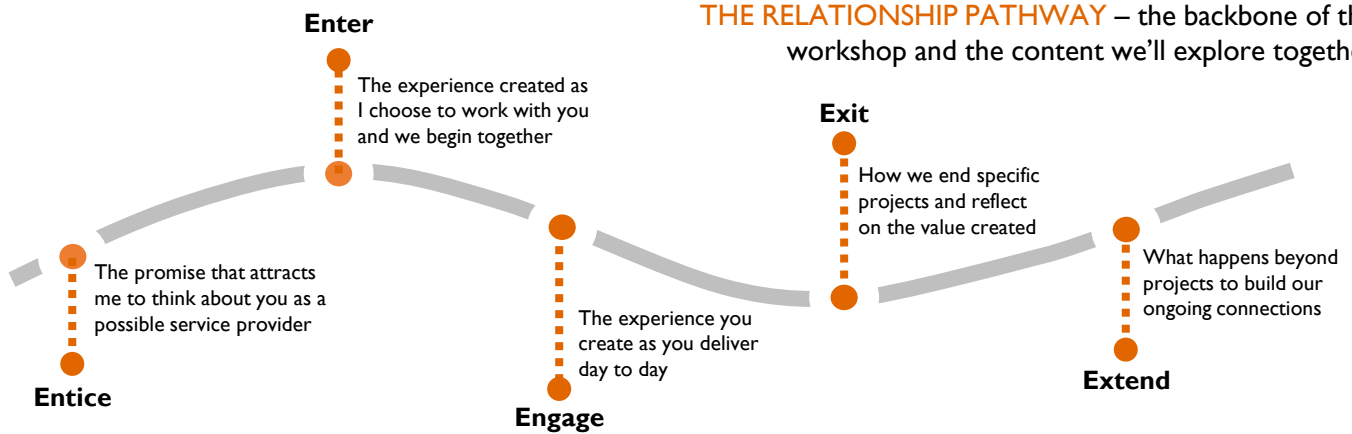 THE RELATIONSHIP PATHWAY – the backbone of
workshop and the content we'll explore
Enter
The experience created as
I choose to work with you
and we begin together
Exit
How we end specific
projects and reflect
on the value created
The promise that attracts
me to think about you as a
possible service provider
Entice
The experience you
create as you deliver
day to day
Engage
What happens beyond
projects to build our
ongoing connections
Extend